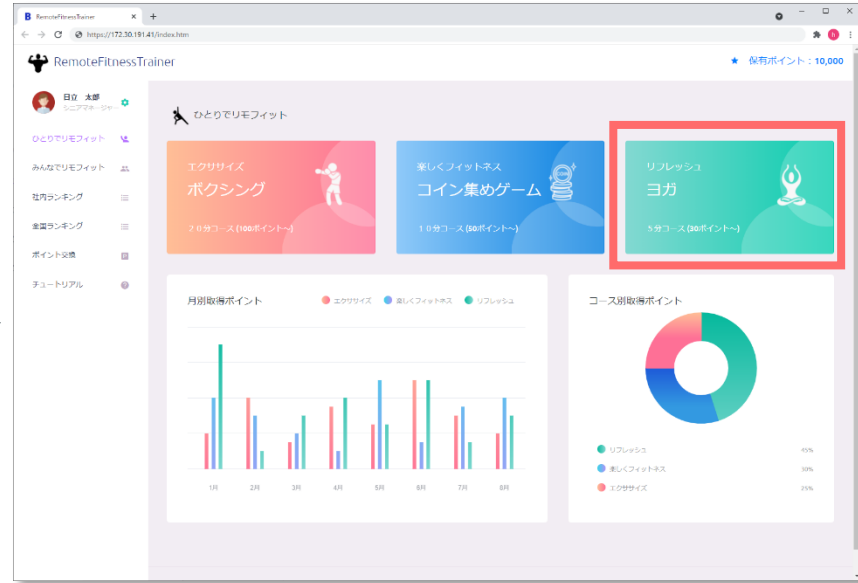 RemoteFitnessTrainer
https://172.30.191.41/index.htm
RemoteFitnessTrainer
★ 保有ポイント：10,000
日立 太郎
シニアマネージャー
ひとりでリモフィット
みんなでリモフィット
社内ランキング
全国ランキング
ポイント交換
チュートリアル
ひとりでリモフィット
エクササイズ
ボクシング
20分コース (100ポイント～)
楽しくフィットネス
コイン集めゲーム
10分コース (50ポイント～)
リフレッシュ
ヨガ
5分コース (30ポイント～)
月別取得ポイント
エクササイズ 楽しくフィットネス リフレッシュ
1月 2月 3月 4月 5月 6月 7月 8月
コース別取得ポイント
リフレッシュ 45%
楽しくフィットネス 30%
エクササイズ 25%